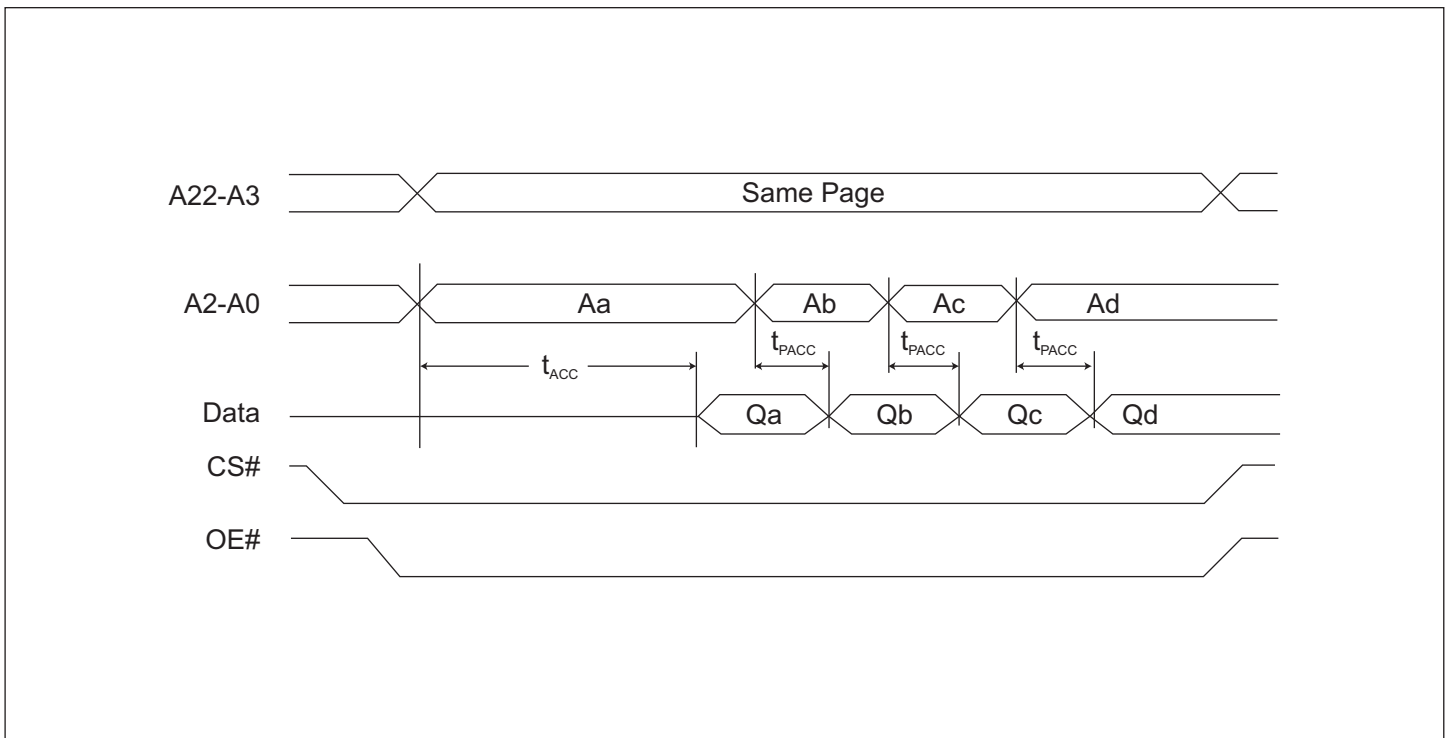 A22-A3 Same Page
A2-A0 Aa Ab Ac Ad
tACC tPACC tPACC tPACC
Data Qa Qb Qc Qd
CS#
OE#